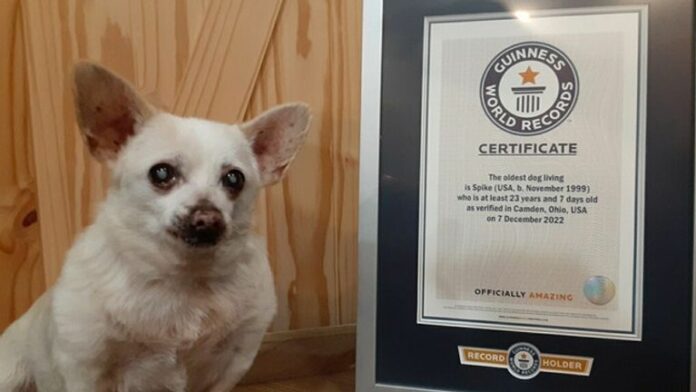 GUINNESS
WORLD RECORDS
CERTIFICATE
The oldest dog living
is Spike (USA, b. November 1999)
who is at least 23 years and 7 days old
as verified in Camden, Ohio, USA
on 7 December 2022
OFFICIALLY AMAZING
RECORD HOLDER